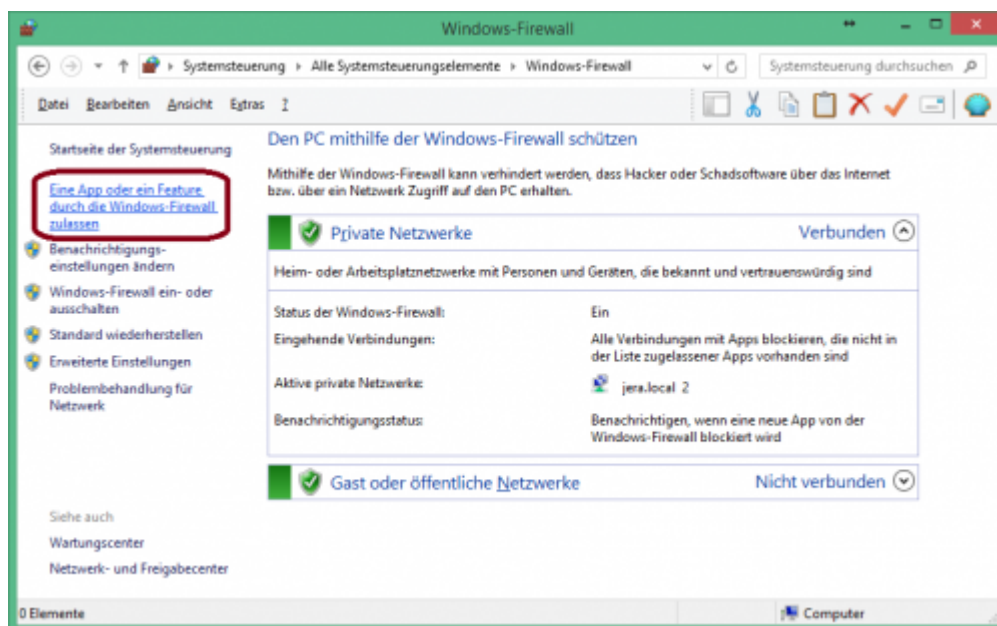 Windows-Firewall
Systemsteuerung Alle Systemsteuerungselemente Windows-Firewall
Systemsteuerung durchsuchen
Datei Bearbeiten Ansicht Extras ?
Startseite der Systemsteuerung
Eine App oder ein Feature
durch die Windows-Firewall
zulassen
Benachrichtigungs-
einstellungen ändern
Windows-Firewall ein- oder
ausschalten
Standard wiederherstellen
Erweiterte Einstellungen
Problembehandlung für
Netzwerk
Siehe auch
Wartungscenter
Netzwerk- und Freigabecenter
Den PC mithilfe der Windows-Firewall schützen
Mithilfe der Windows-Firewall kann verhindert werden, dass Hacker oder Schadsoftware über das Internet
bzw. über ein Netzwerk Zugriff auf den PC erhalten.
Private Netzwerke Verbunden
Heim- oder Arbeitsplatznetzwerke mit Personen und Geräten, die bekannt und vertrauenswürdig sind
Status der Windows-Firewall: Ein
Eingehende Verbindungen: Alle Verbindungen mit Apps blockieren, die nicht in
der Liste zugelassener Apps vorhanden sind
Aktive private Netzwerke: jera.local 2
Benachrichtigungsstatus: Benachrichtigen, wenn eine neue App von der
Windows-Firewall blockiert wird
Gast oder öffentliche Netzwerke Nicht verbunden
0 Elemente Computer